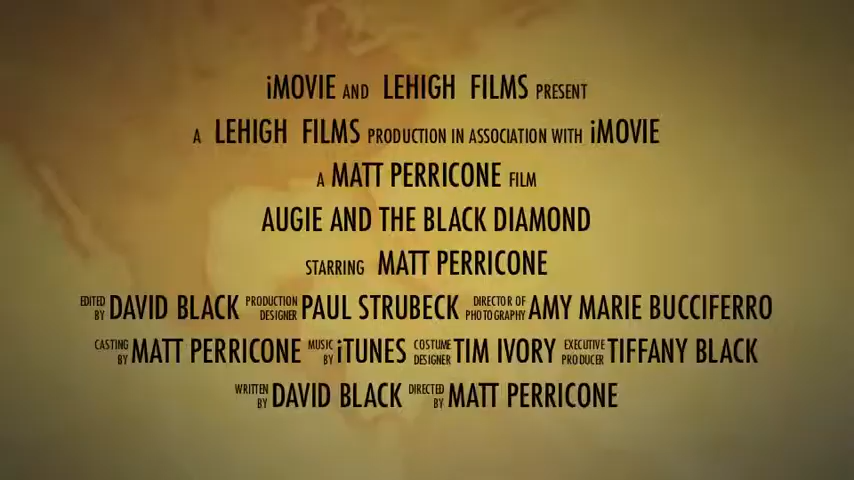 iMOVIE AND LEHIGH FILMS PRESENT
A LEHIGH FILMS PRODUCTION IN ASSOCIATION WITH iMOVIE
A MATT PERRICONE FILM
AUGIE AND THE BLACK DIAMOND
STARRING MATT PERRICONE
EDITED BY DAVID BLACK PRODUCTION DESIGNER PAUL STRUBECK DIRECTOR OF PHOTOGRAPHY AMY MARIE BUCCIFERRO
CASTING BY MATT PERRICONE MUSIC BY iTUNES COSTUME DESIGNER TIM IVORY EXECUTIVE PRODUCER TIFFANY BLACK
WRITTEN BY DAVID BLACK DIRECTED BY MATT PERRICONE